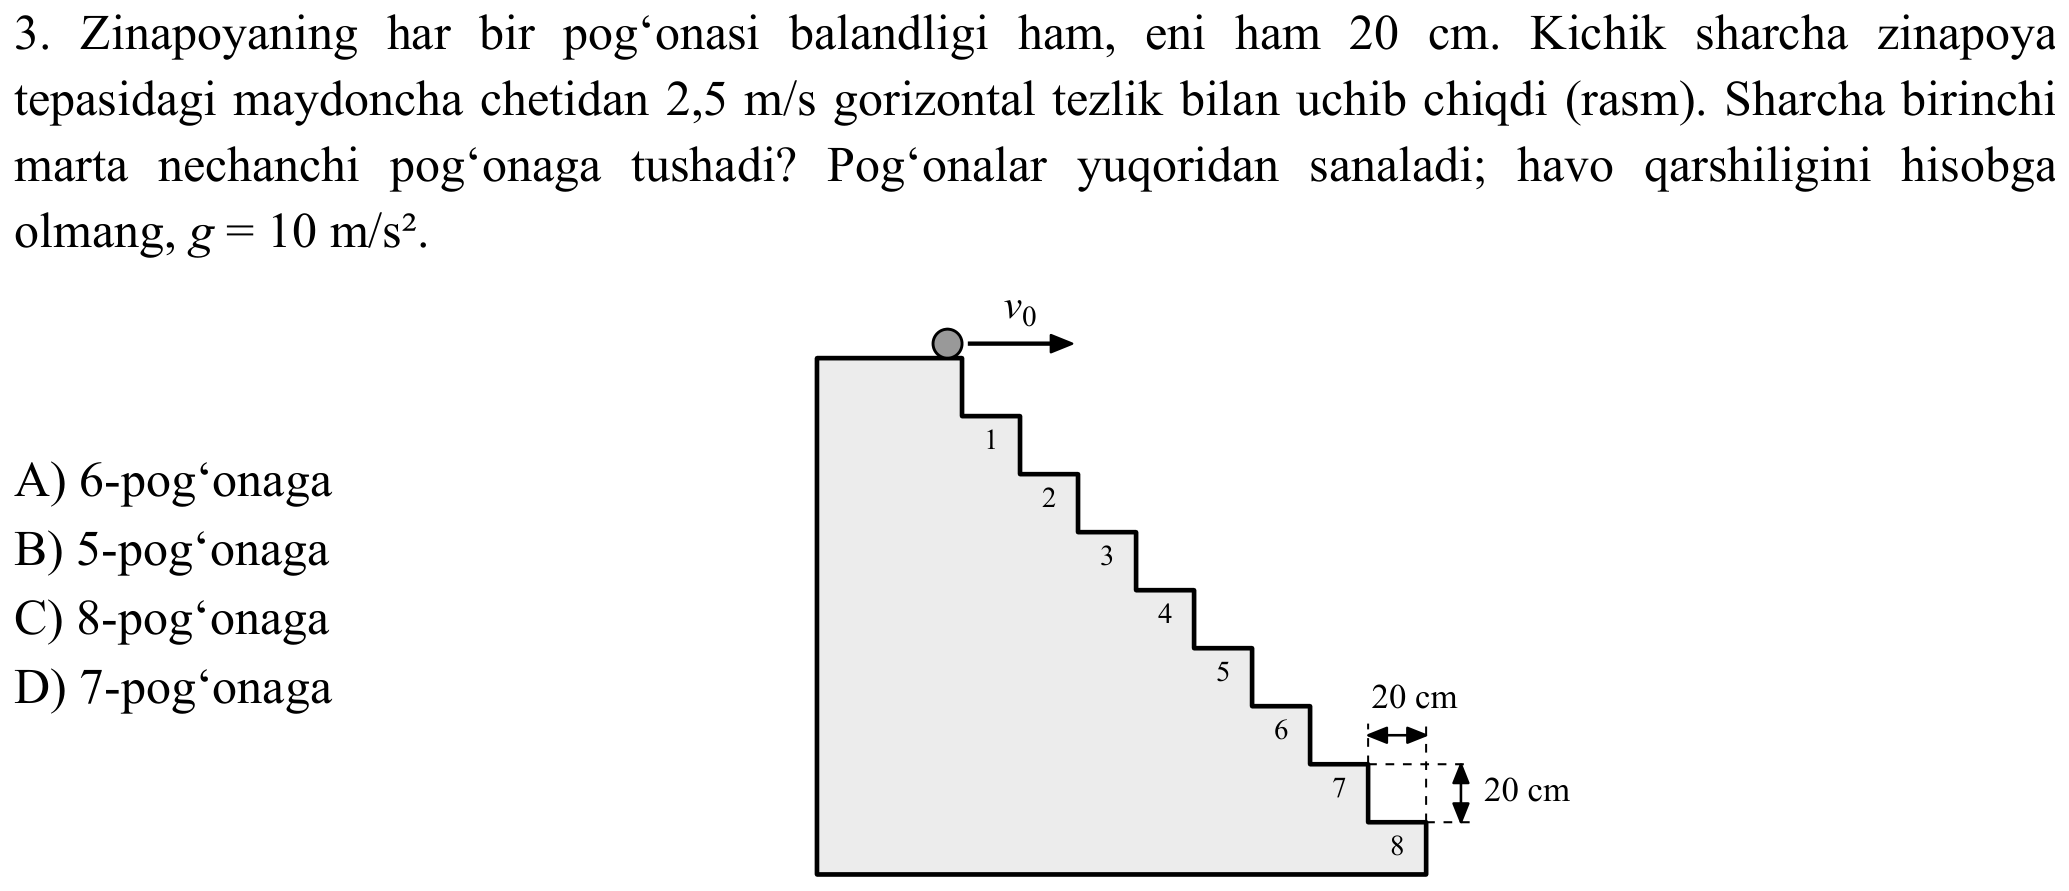 3. Zinapoyaning har bir pog‘onasi balandligi ham, eni ham 20 cm. Kichik sharcha zinapoya
tepasidagi maydoncha chetidan 2,5 m/s gorizontal tezlik bilan uchib chiqdi (rasm). Sharcha birinchi
marta nechanchi pog‘onaga tushadi? Pog‘onalar yuqoridan sanaladi; havo qarshiligini hisobga
olmang, g = 10 m/s².
v₀
1
2
3
4
5
6
7
8
20 cm
20 cm
A) 6-pog‘onaga
B) 5-pog‘onaga
C) 8-pog‘onaga
D) 7-pog‘onaga